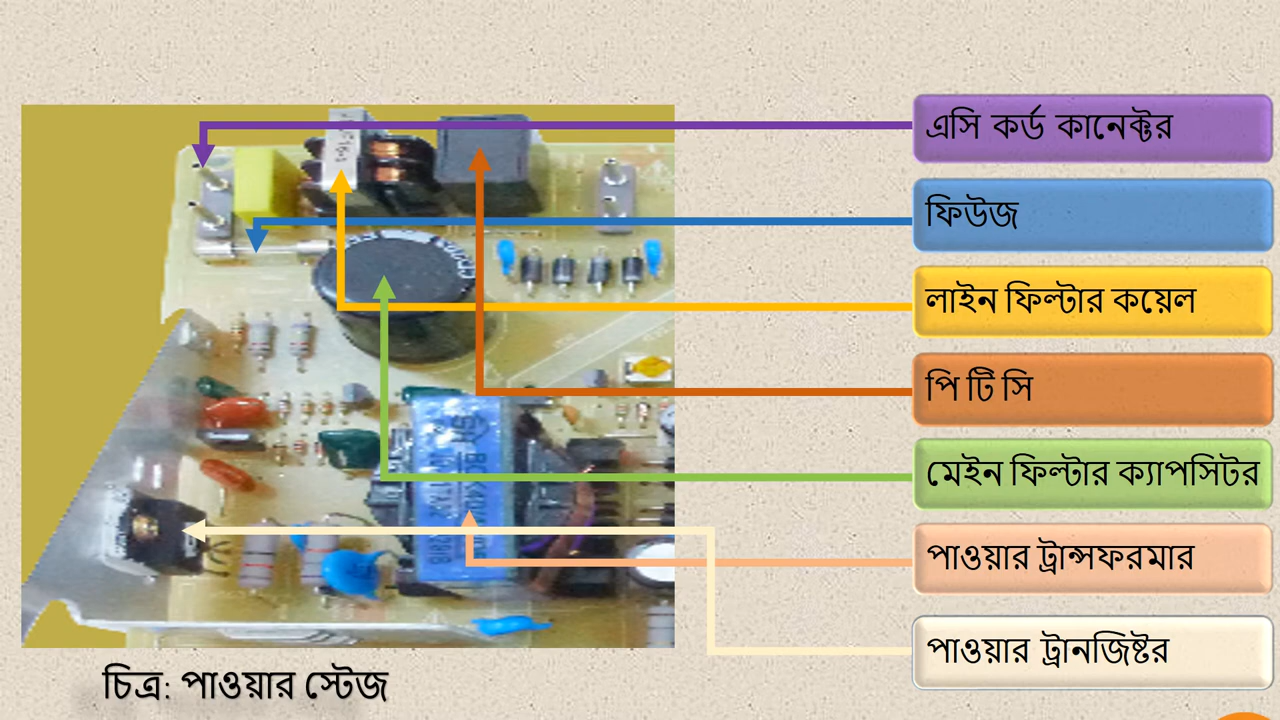 এসি কর্ড কানেক্টর
ফিউজ
লাইন ফিল্টার কয়েল
পি টি সি
মেইন ফিল্টার ক্যাপসিটর
পাওয়ার ট্রান্সফরমার
পাওয়ার ট্রানজিষ্টর
চিত্র: পাওয়ার স্টেজ